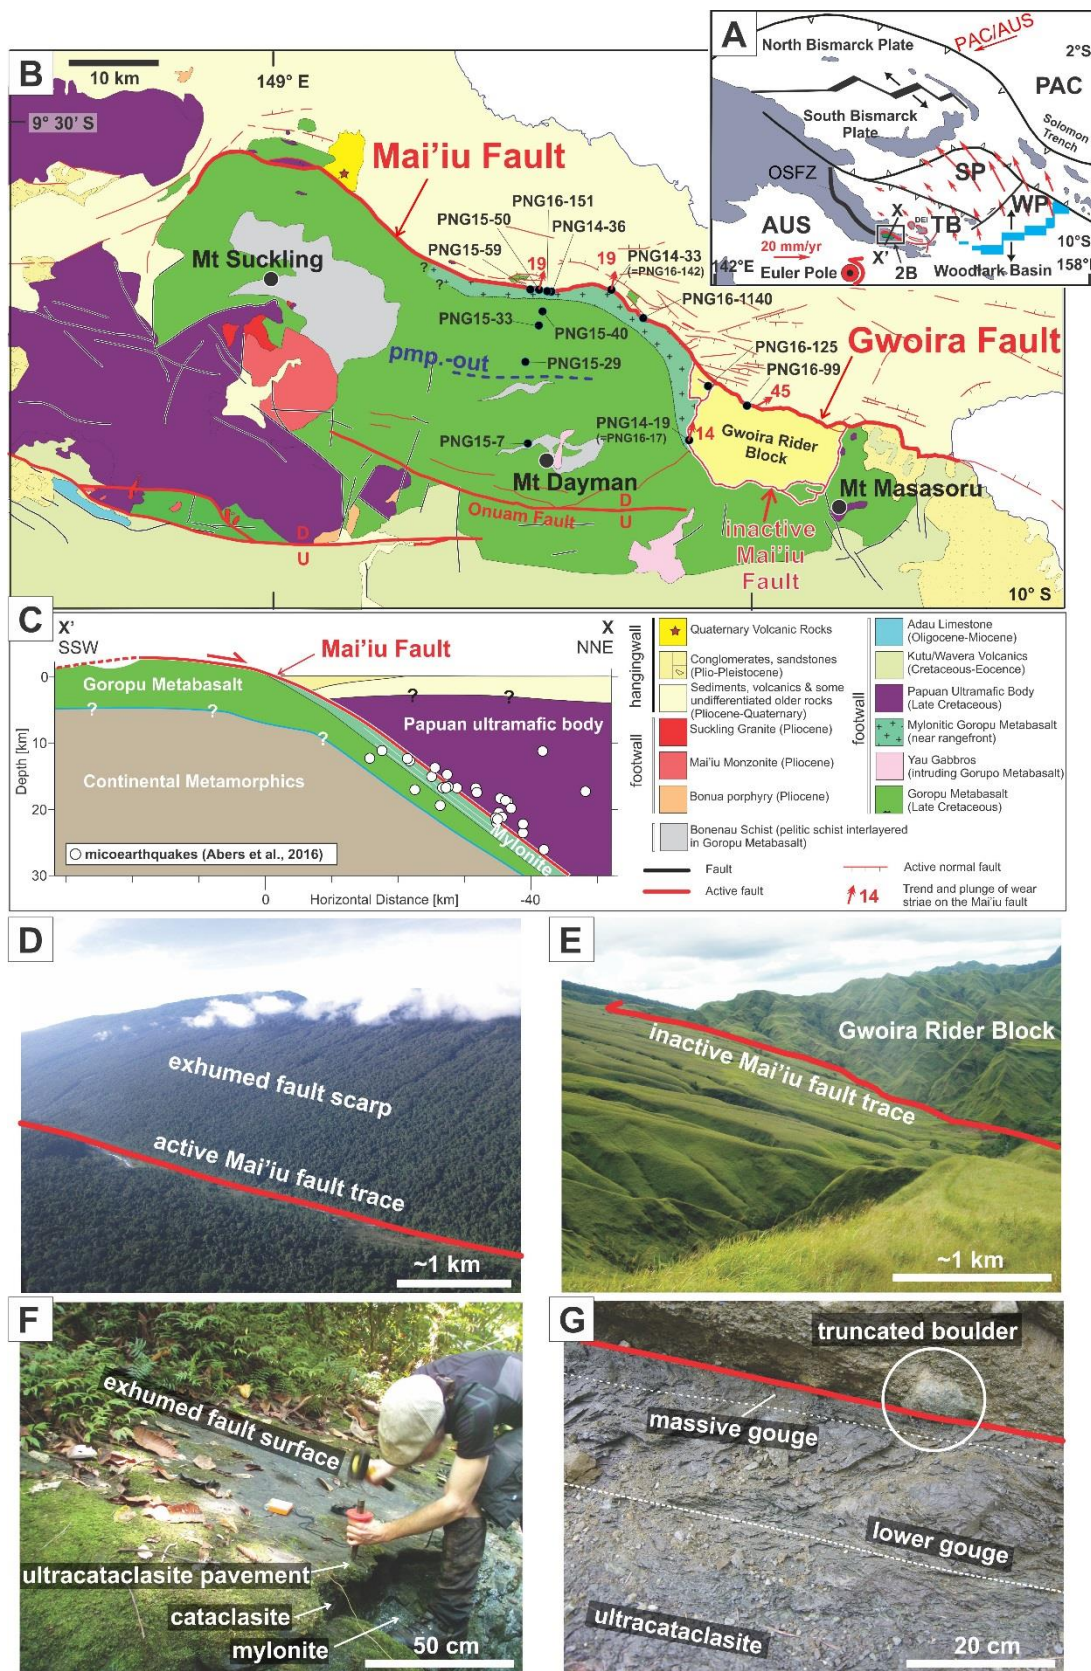 A
North Bismarck Plate
PAC/AUS
2°S
PAC
South Bismarck
Plate
Solomon
Trench
OSFZ
SP
WP
X
DEI
TB
AUS
20 mm/yr
X'
2B
10°S
142°E
Euler Pole
Woodlark Basin
158°
B
10 km
149° E
9° 30' S
Mai'iu Fault
PNG16-151
PNG15-50
PNG14-36
PNG15-59
19
19
PNG14-33
(=PNG16-142)
Mt Suckling
?
?
PNG16-1140
PNG15-33
PNG15-40
PNG15-29
pmp.-out
PNG16-125
PNG16-99
Gwoira Fault
45
PNG14-19
(=PNG16-17)
14
Gwoira Rider
Block
PNG15-7
Mt Dayman
Mt Masasoru
Onuam Fault
D
U
inactive
Mai'iu
Fault
D
U
10° S
C
X'
SSW
X
NNE
Mai'iu Fault
0
Goropu Metabasalt
?
?
?
?
?
Papuan ultramafic body
10
Depth [km]
Continental Metamorphics
20
Mylonite
micoearthquakes (Abers et al., 2016)
30
0
Horizontal Distance [km]
-40
hangingwall
Quaternary Volcanic Rocks
Conglomerates, sandstones
(Plio-Pleistocene)
Sediments, volcanics & some
undifferentiated older rocks
(Pliocene-Quaternary)
footwall
Suckling Granite (Pliocene)
Mai'iu Monzonite
(Pliocene)
Bonua porphyry (Pliocene)
Bonenau Schist (pelitic schist interlayered
in Goropu Metabasalt)
footwall
Adau Limestone
(Oligocene-Miocene)
Kutu/Wavera Volcanics
(Cretaceous-Eocence)
Papuan Ultramafic Body
(Late Cretaceous)
Mylonitic Goropu Metabasalt
(near rangefront)
Yau Gabbros
(intruding Gorupo Metabasalt)
Goropu Metabasalt
(Late Cretaceous)
Fault
Active fault
Active normal fault
14
Trend and plunge of wear
striae on the Mai'iu fault
D
exhumed fault scarp
active Mai'iu fault trace
~1 km
E
Gwoira Rider Block
inactive Mai'iu fault trace
~1 km
F
exhumed fault surface
ultracataclasite pavement
cataclasite
mylonite
50 cm
G
truncated boulder
massive gouge
lower gouge
ultracataclasite
20 cm